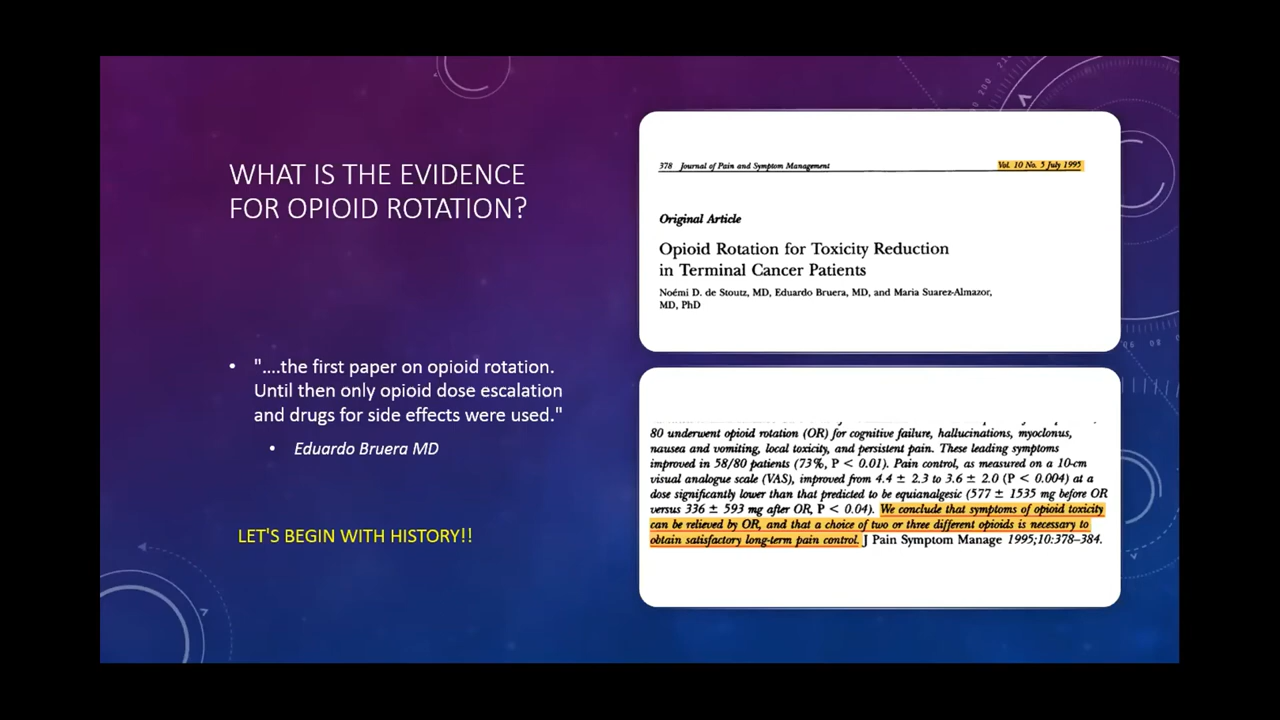 WHAT IS THE EVIDENCE
FOR OPIOID ROTATION?
• "....the first paper on opioid rotation.
Until then only opioid dose escalation
and drugs for side effects were used."
• Eduardo Bruera MD
LET'S BEGIN WITH HISTORY!!
378 Journal of Pain and Symptom Management
Vol. 10 No. 5 July 1995
Original Article
Opioid Rotation for Toxicity Reduction
in Terminal Cancer Patients
Noémi D. de Stoutz, MD, Eduardo Bruera, MD, and Maria Suarez-Almazor,
MD, PhD
80 underwent opioid rotation (OR) for cognitive failure, hallucinations, myoclonus,
nausea and vomiting, local toxicity, and persistent pain. These leading symptoms
improved in 58/80 patients (73%, P < 0.01). Pain control, as measured on a 10-cm
visual analogue scale (VAS), improved from 4.4 ± 2.3 to 3.6 ± 2.0 (P < 0.004) at a
dose significantly lower than that predicted to be equianalgesic (577 ± 1535 mg before OR
versus 336 ± 593 mg after OR, P < 0.04). We conclude that symptoms of opioid toxicity
can be relieved by OR, and that a choice of two or three different opioids is necessary to
obtain satisfactory long-term pain control. J Pain Symptom Manage 1995;10:378–384.